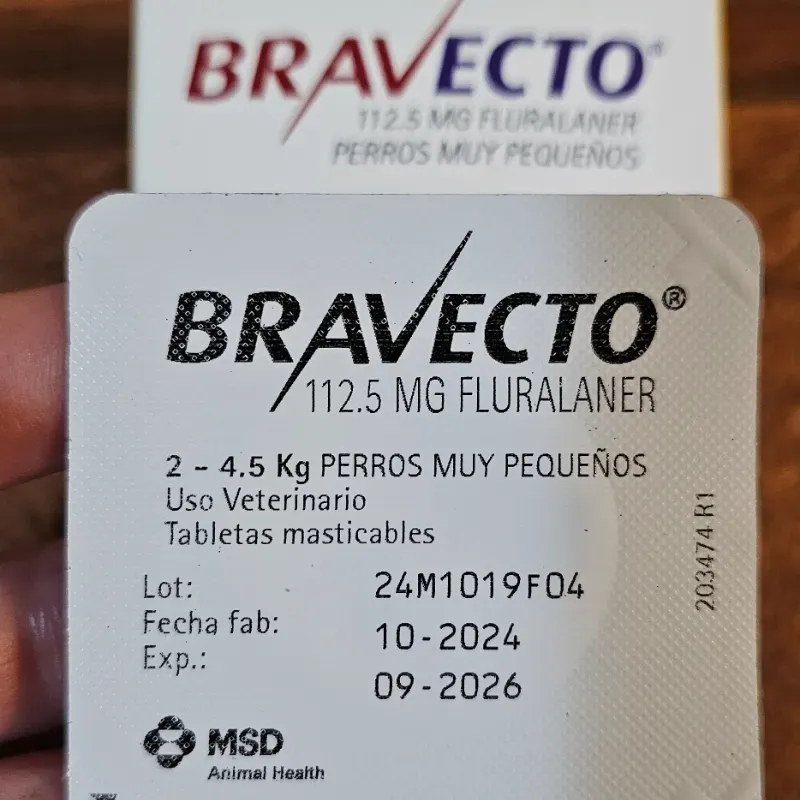 BRAVECTO®
112.5 MG FLURALANER
PERROS MUY PEQUEÑOS
BRAVECTO®
112.5 MG FLURALANER
2 - 4.5 Kg PERROS MUY PEQUEÑOS
Uso Veterinario
Tabletas masticables
203474 R1
Lot: 24M1019F04
Fecha fab: 10-2024
Exp.: 09-2026
MSD
Animal Health